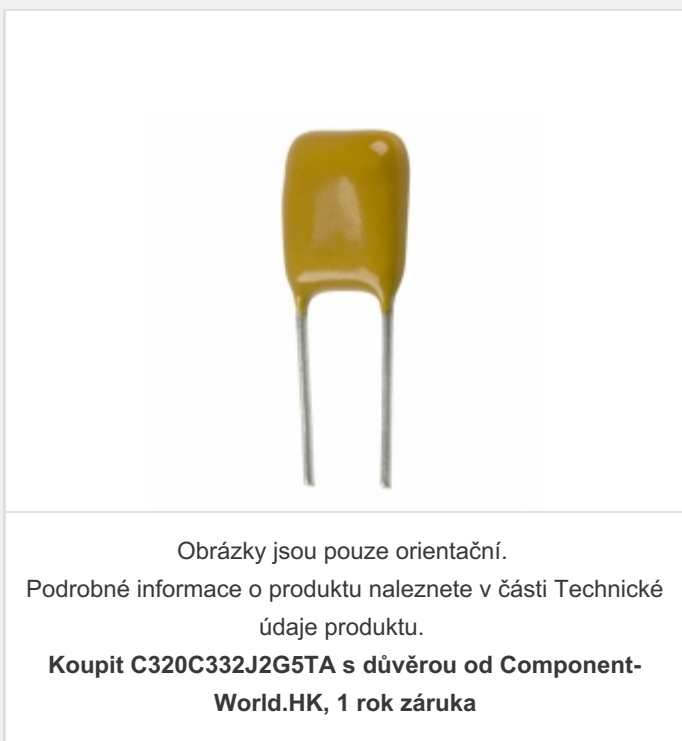 Obrázky jsou pouze orientační.
Podrobné informace o produktu naleznete v části Technické
údaje produktu.
Koupit C320C332J2G5TA s důvěrou od Component-
World.HK, 1 rok záruka